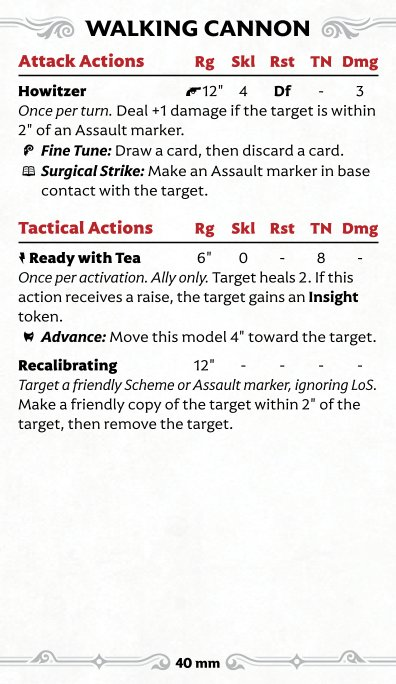 WALKING CANNON
Attack Actions Rg Skl Rst TN Dmg
Howitzer 12" 4 Df - 3
Once per turn. Deal +1 damage if the target is within
2" of an Assault marker.
Fine Tune: Draw a card, then discard a card.
Surgical Strike: Make an Assault marker in base
contact with the target.
Tactical Actions Rg Skl Rst TN Dmg
Ready with Tea 6" 0 - 8 -
Once per activation. Ally only. Target heals 2. If this
action receives a raise, the target gains an Insight
token.
Advance: Move this model 4" toward the target.
Recalibrating 12" - - - -
Target a friendly Scheme or Assault marker, ignoring LoS.
Make a friendly copy of the target within 2" of the
target, then remove the target.
40 mm